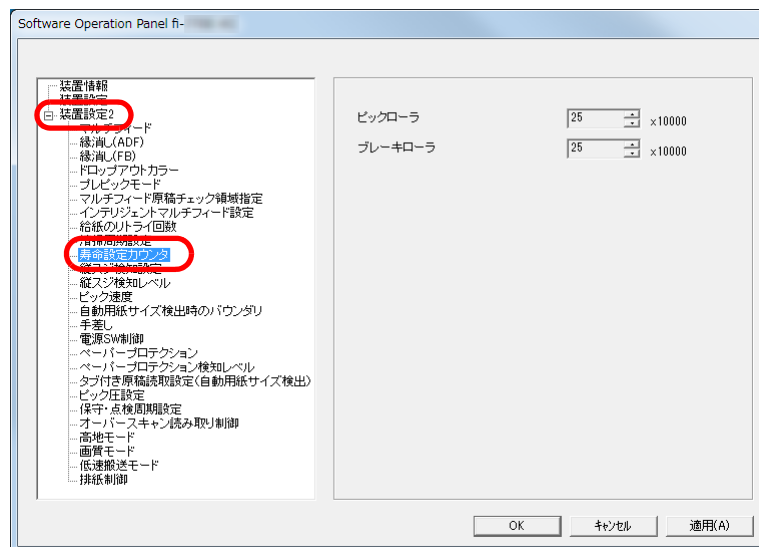 Software Operation Panel fi-
装置情報
装置設定
装置設定2
マルチフィード
縁消し(ADF)
縁消し(FB)
ドロップアウトカラー
プレピックモード
マルチフィード原稿チェック領域指定
インテリジェントマルチフィード設定
給紙のリトライ回数
清掃周期設定
寿命設定カウンタ
縦スジ検知設定
縦スジ検知レベル
ピック速度
自動用紙サイズ検出時のバウンダリ
手差し
電源SW制御
ペーパープロテクション
ペーパープロテクション検知レベル
タブ付き原稿読取設定(自動用紙サイズ検出)
ピック圧設定
保守・点検周期設定
オーバースキャン読み取り制御
高地モード
画質モード
低速搬送モード
排紙制御
ピックローラ 25 x10000
ブレーキローラ 25 x10000
OK キャンセル 適用(A)